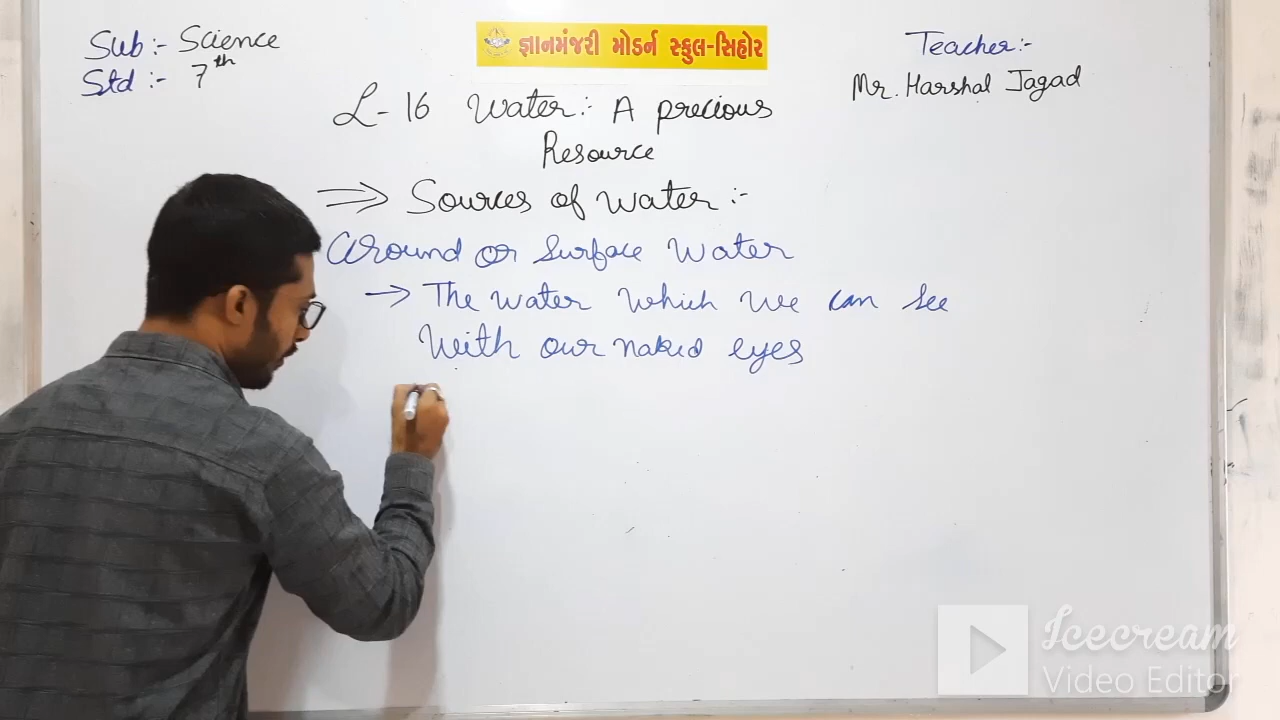 Sub:- Science
Std:- 7th
જ્ઞાનમંજરી મોડર્ન સ્કુલ-સિહોર
Teacher:-
Mr. Harshal Jagad
L-16 Water:- A precious
Resource
⇒ Sources of water:-
Ground or Surface Water
→ The water which we can see
With our naked eyes
Icecream
Video Editor